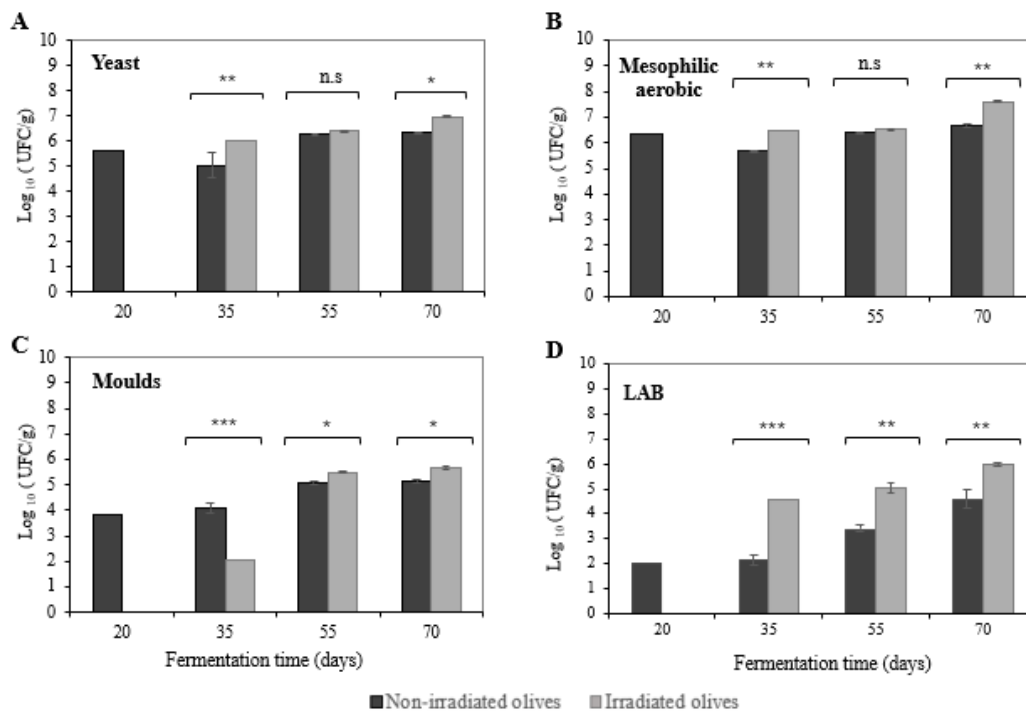 A
Yeast
Log 10 ( UFC/g)
10
9
8
7
6
5
4
3
2
1
0
**
n.s
*
20 35 55 70
B
Mesophilic
aerobic
Log 10 ( UFC/g)
10
9
8
7
6
5
4
3
2
1
0
**
n.s
**
20 35 55 70
C
Moulds
Log 10 ( UFC/g)
10
9
8
7
6
5
4
3
2
1
0
***
*
*
20 35 55 70
Fermentation time (days)
D
LAB
Log 10 ( UFC/g)
10
9
8
7
6
5
4
3
2
1
0
***
**
**
20 35 55 70
Fermentation time (days)
Non-irradiated olives Irradiated olives